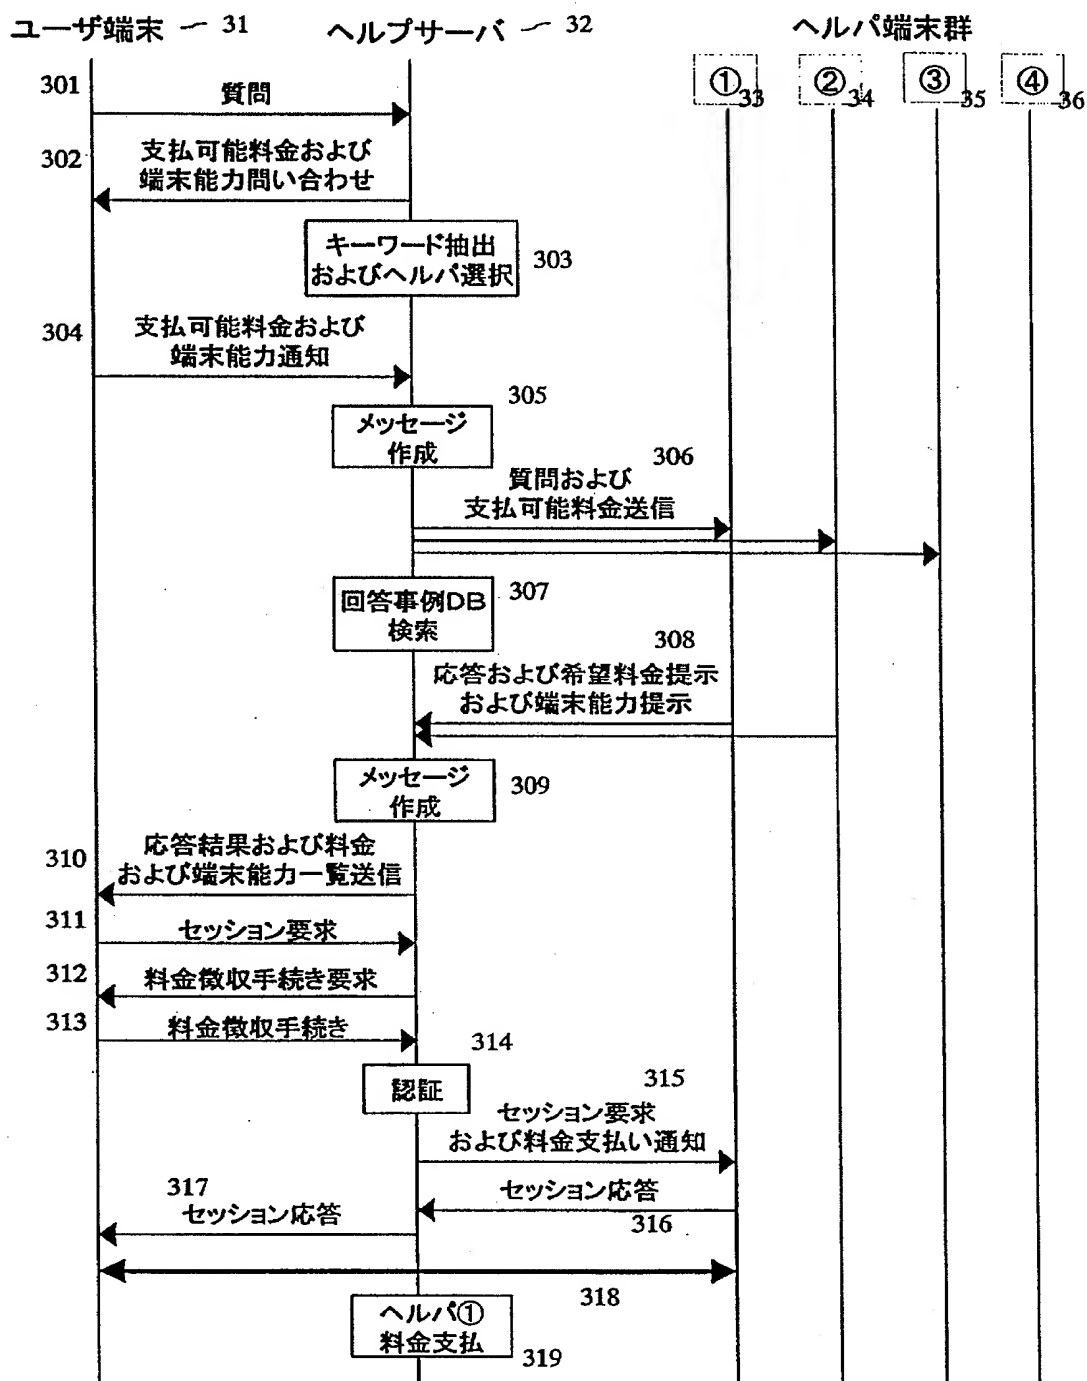 ユーザ端末 31
ヘルプサーバ 32
ヘルパ端末群
① 33
② 34
③ 35
④ 36
301
質問
302
支払可能料金および
端末能力問い合わせ
キーワード抽出
およびヘルパ選択
303
304
支払可能料金および
端末能力通知
305
メッセージ
作成
306
質問および
支払可能料金送信
回答事例DB
検索
307
308
応答および希望料金提示
および端末能力提示
メッセージ
作成
309
310
応答結果および料金
および端末能力一覧送信
311
セッション要求
312
料金徴収手続き要求
313
料金徴収手続き
314
認証
315
セッション要求
および料金支払い通知
セッション応答
316
317
セッション応答
318
ヘルパ①
料金支払
319